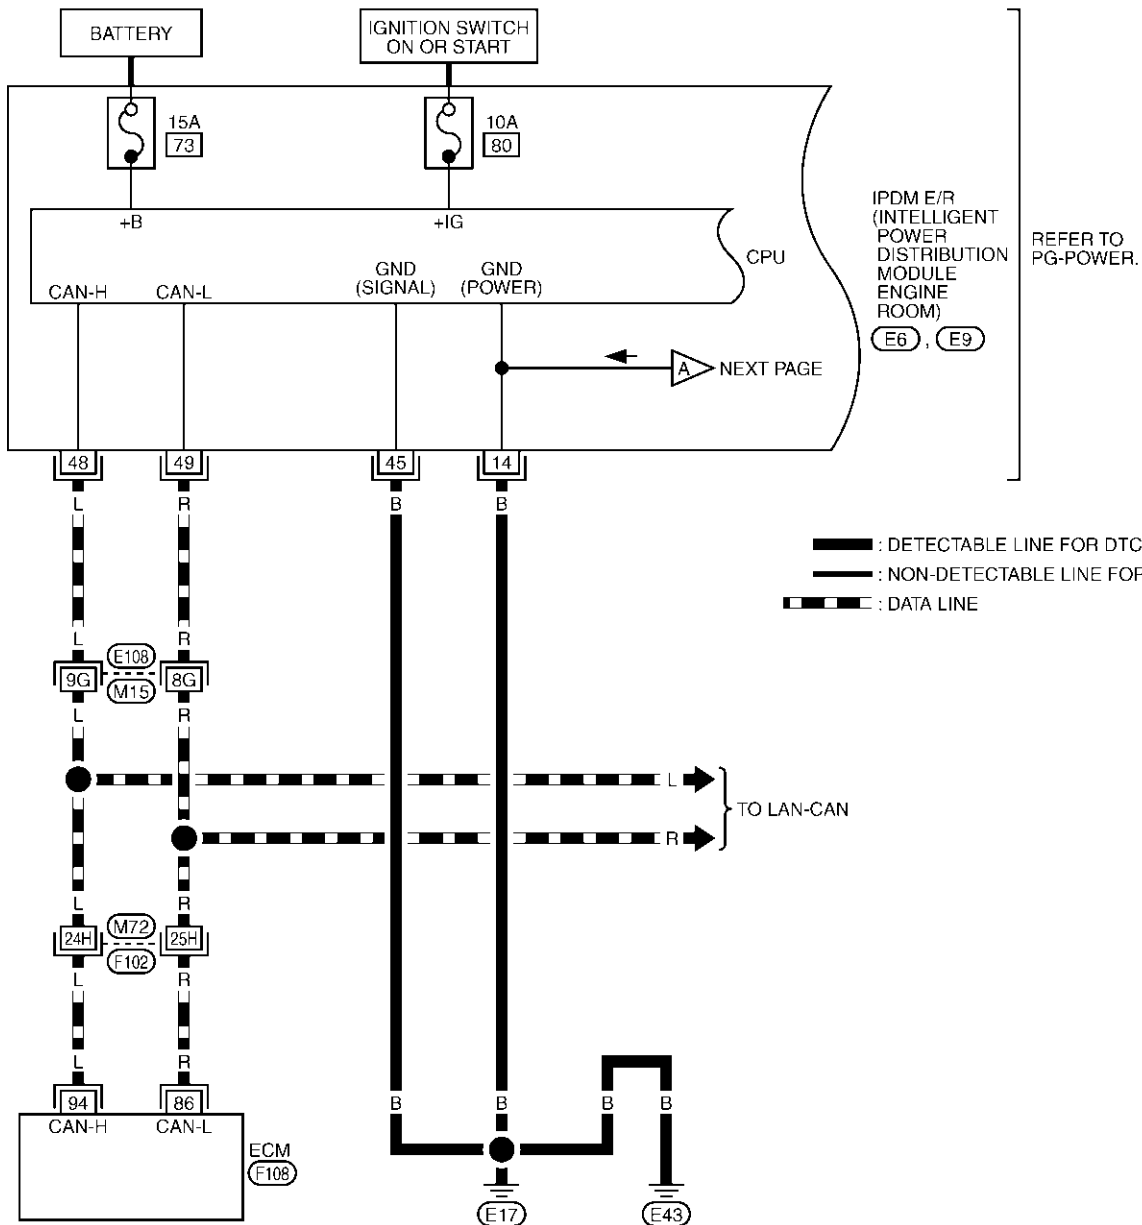 BATTERY
IGNITION SWITCH
ON OR START
15A
73
10A
80
+B
+IG
CPU
GND
(SIGNAL)
GND
(POWER)
CAN-H
CAN-L
A
NEXT PAGE
IPDM E/R
(INTELLIGENT
POWER
DISTRIBUTION
MODULE
ENGINE
ROOM)
E6 , E9
REFER TO
PG-POWER.
48
49
45
14
L
R
B
B
: DETECTABLE LINE FOR DTC
: NON-DETECTABLE LINE FOR
: DATA LINE
L
R
9G
E108
M15
8G
L
R
L
R
TO LAN-CAN
L
R
24H
M72
F102
25H
L
R
L
R
94
86
CAN-H
CAN-L
ECM
F108
B
B
B
B
E17
E43